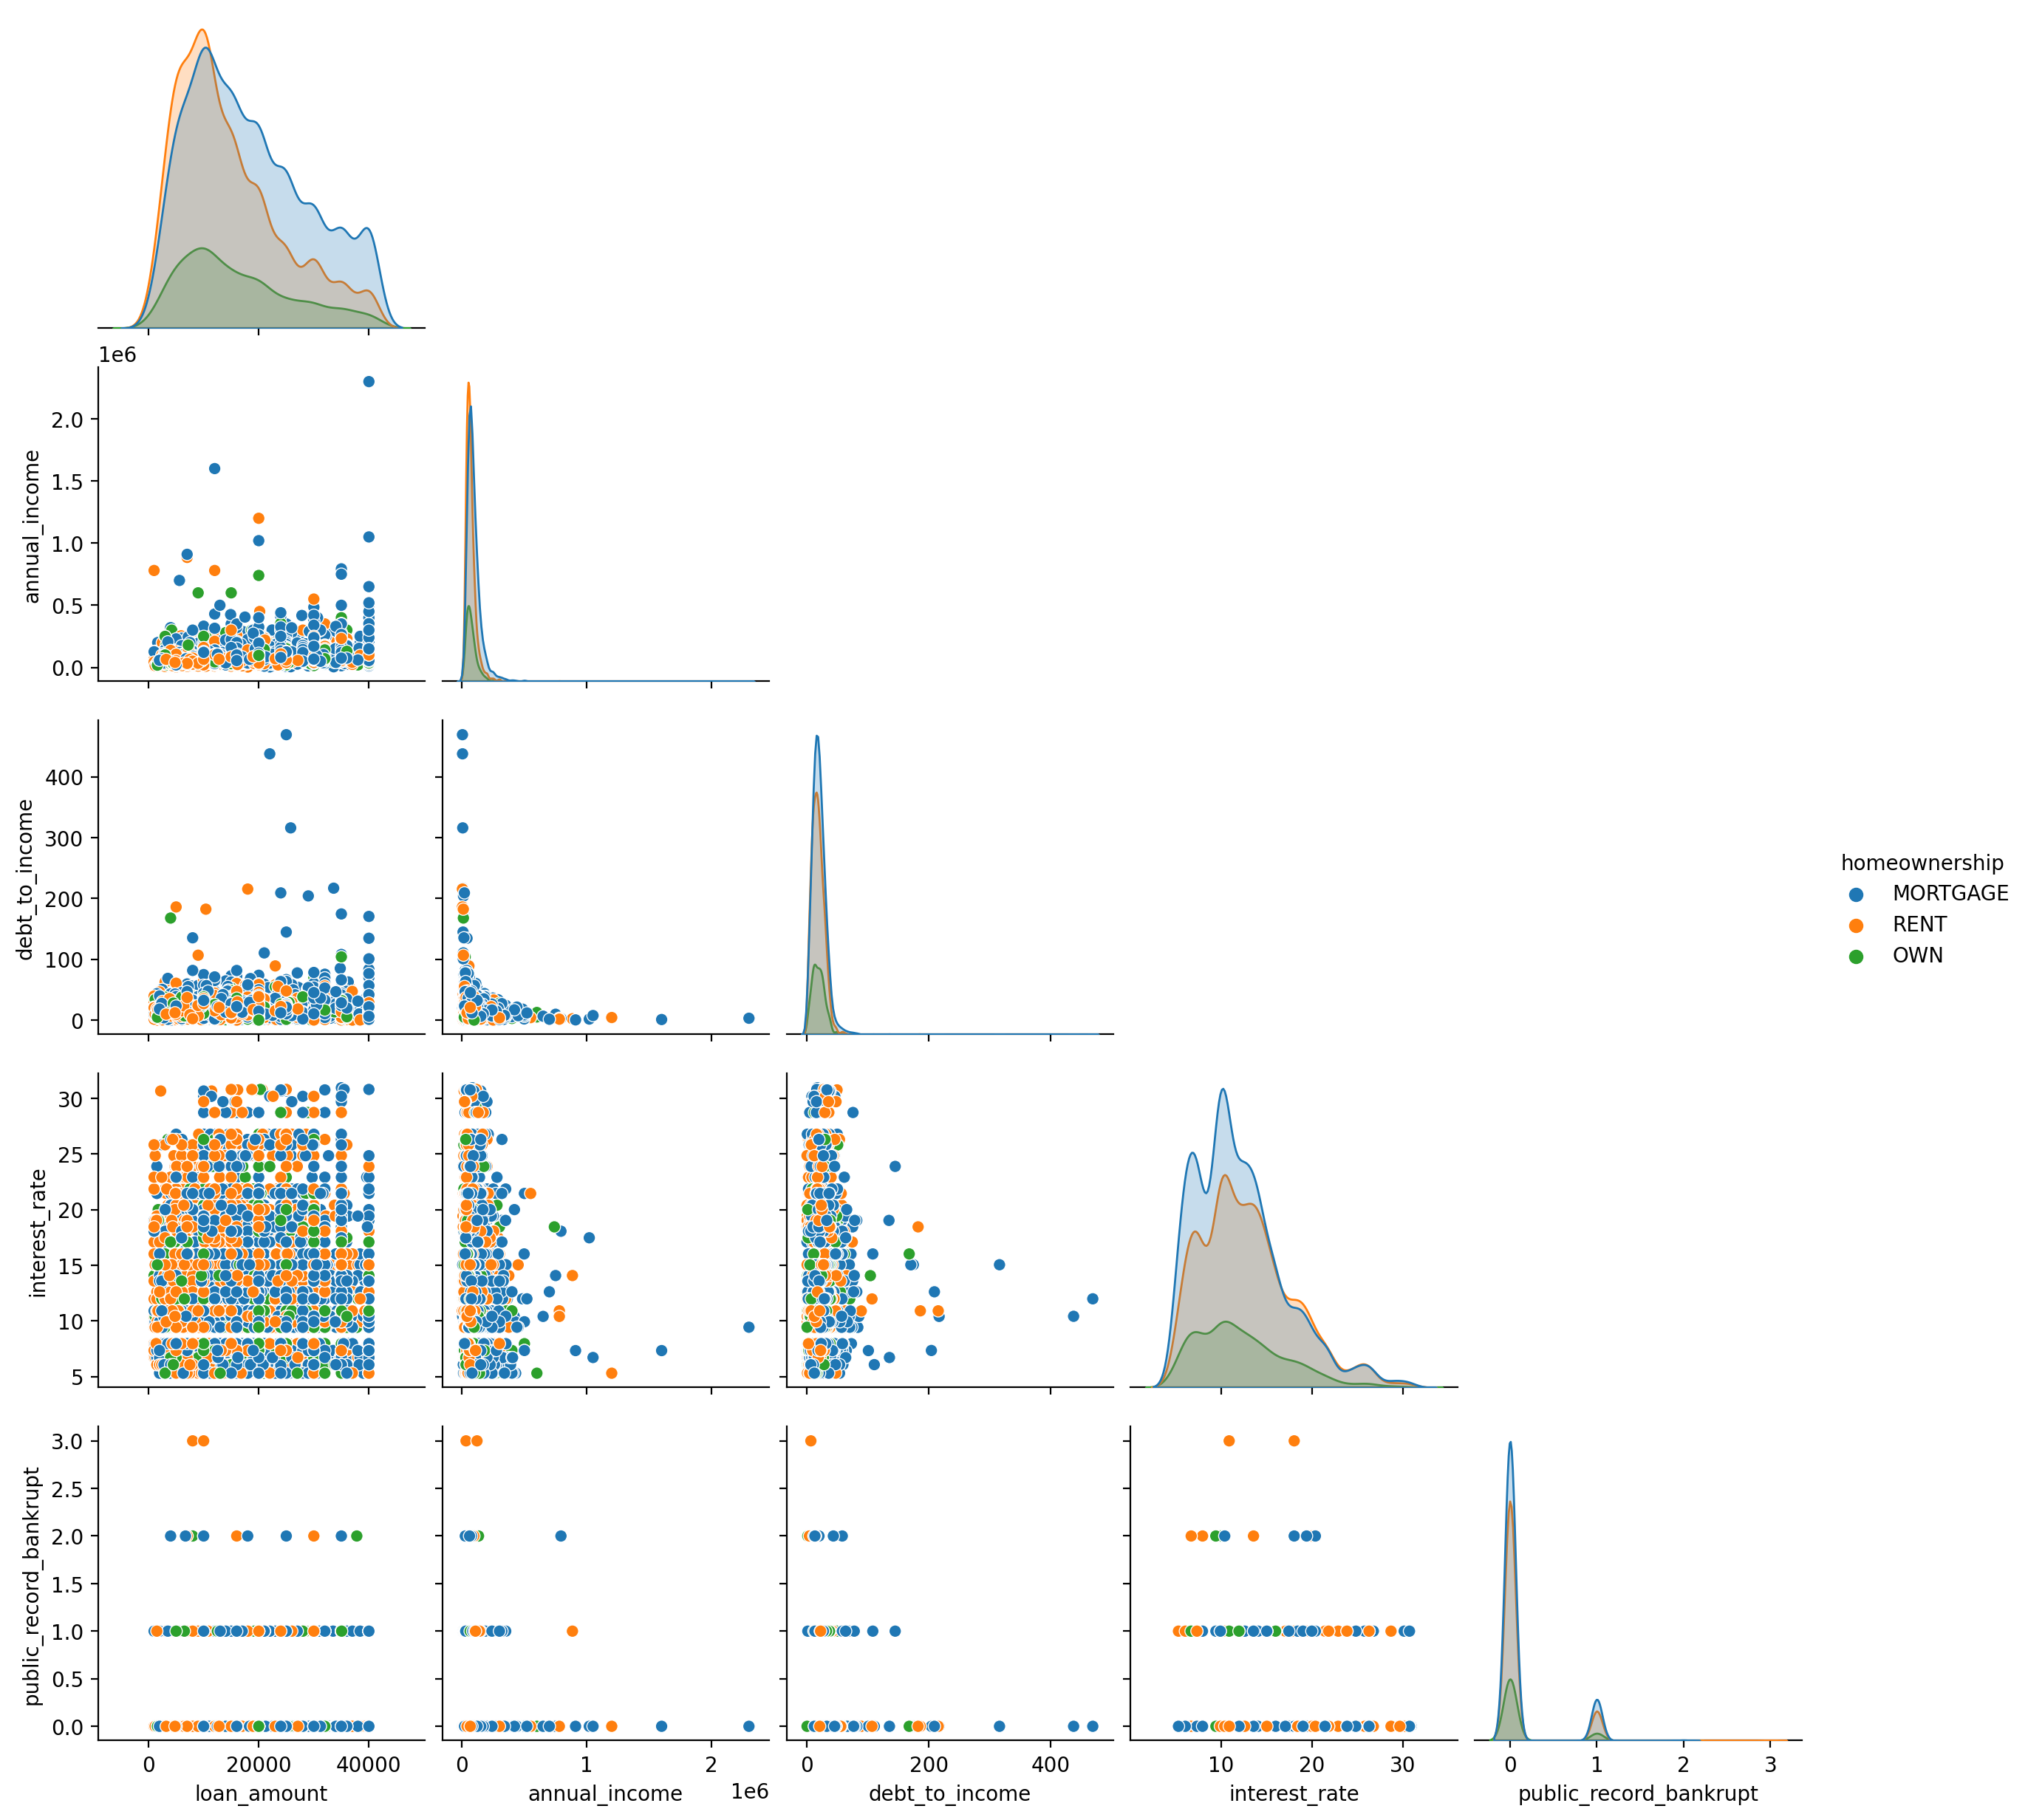 1e6
annual_income
2.0
1.5
1.0
0.5
0.0
debt_to_income
400
300
200
100
0
homeownership
MORTGAGE
RENT
OWN
interest_rate
30
25
20
15
10
5
public_record_bankrupt
3.0
2.5
2.0
1.5
1.0
0.5
0.0
0 20000 40000
loan_amount
0 1 2
annual_income 1e6
0 200 400
debt_to_income
10 20 30
interest_rate
0 1 2 3
public_record_bankrupt